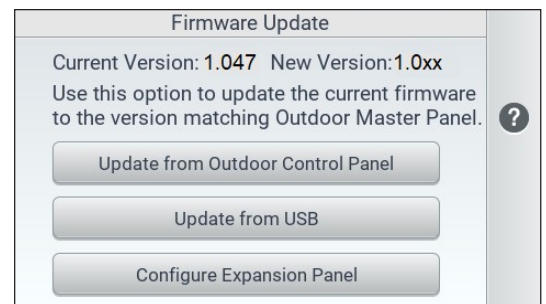 Firmware Update
Current Version: 1.047 New Version:1.0xx
Use this option to update the current firmware
to the version matching Outdoor Master Panel.
?
Update from Outdoor Control Panel
Update from USB
Configure Expansion Panel